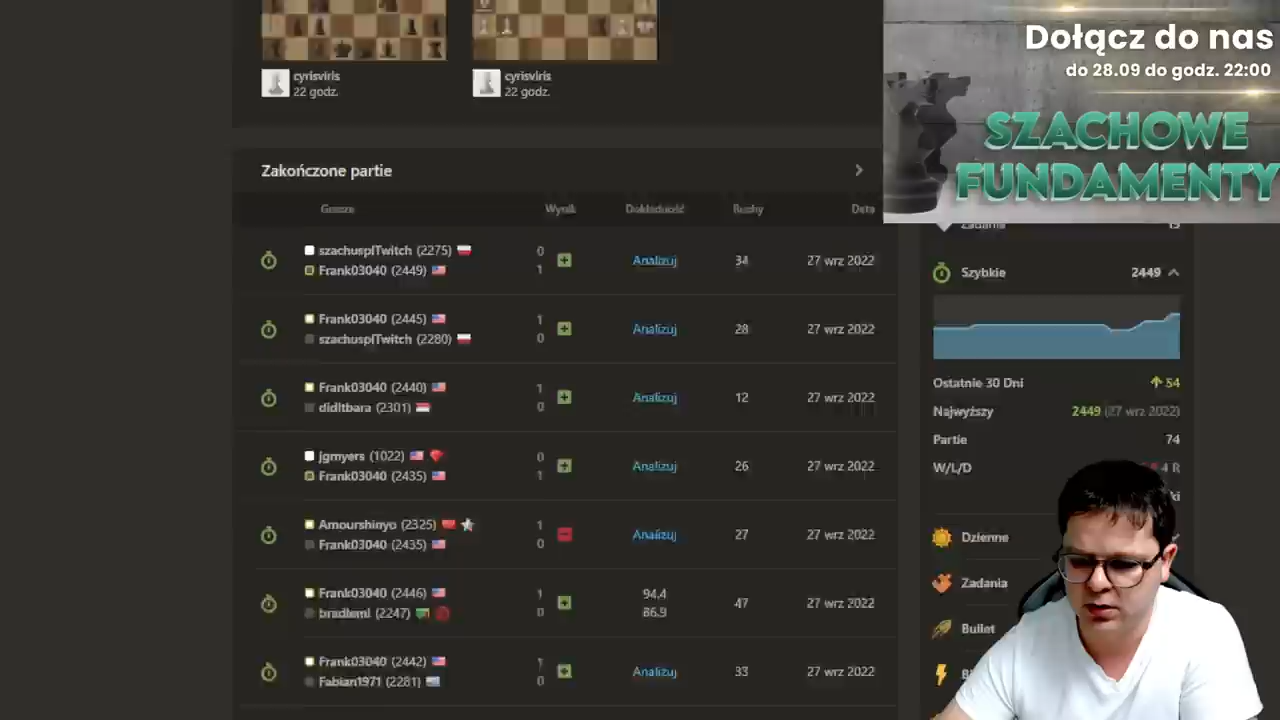 Dołącz do nas
do 28.09 do godz. 22:00
SZACHOWE
FUNDAMENTY
cyrisviris
22 godz.
cyrisviris
22 godz.
Zakończone partie
Gracze Wynik Dokładność Ruchy Data
szachusplTwitch (2275) 0
Frank03040 (2449) 1
Analizuj 34 27 wrz 2022
Frank03040 (2445) 1
szachusplTwitch (2280) 0
Analizuj 28 27 wrz 2022
Frank03040 (2440) 1
didItbara (2301) 0
Analizuj 12 27 wrz 2022
jgmyers (1022) 0
Frank03040 (2435) 1
Analizuj 26 27 wrz 2022
Amourshinyo (2325) 1
Frank03040 (2435) 0
Analizuj 27 27 wrz 2022
Frank03040 (2446) 1 94.4
(2247) 0 86.9
47 27 wrz 2022
Frank03040 (2442) 1
Fabian1971 (2281) 0
Analizuj 33 27 wrz 2022
Zadania
Szybkie 2449
Ostatnie 30 Dni 54
Najwyższy 2449 (27 wrz 2022)
Partie 74
W/L/D 4 R
Dzienne
Zadania
Bullet